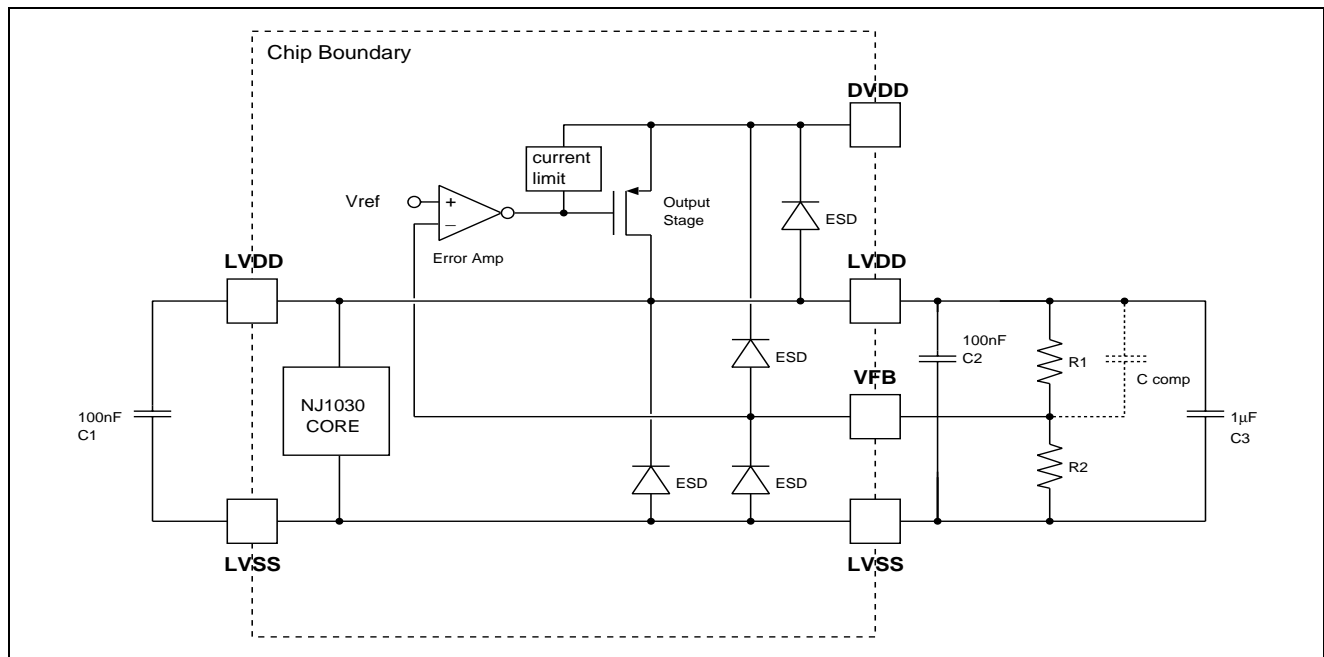 Chip Boundary
DVDD
current
limit
Vref
+
−
Error Amp
Output
Stage
ESD
LVDD
LVDD
100nF
C2
R1
C comp
ESD
VFB
100nF
C1
NJ1030
CORE
1µF
C3
R2
ESD
ESD
LVSS
LVSS